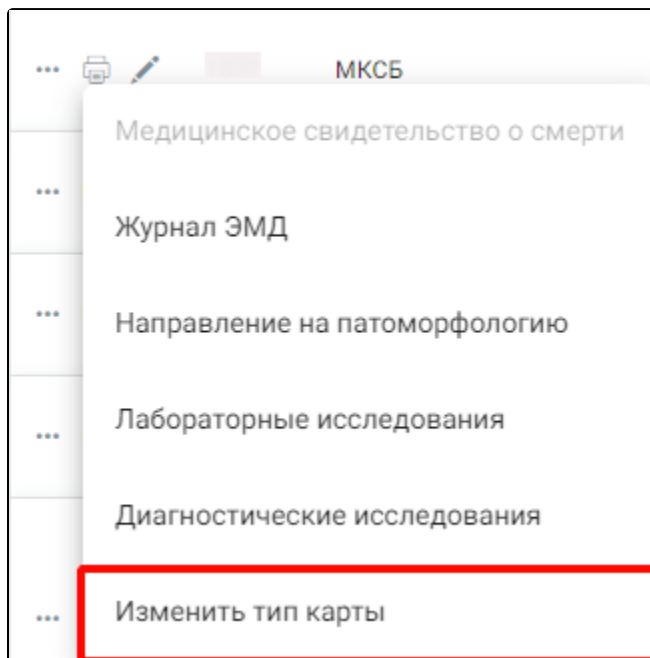 МКСБ
Медицинское свидетельство о смерти
Журнал ЭМД
Направление на патоморфологию
Лабораторные исследования
Диагностические исследования
Изменить тип карты